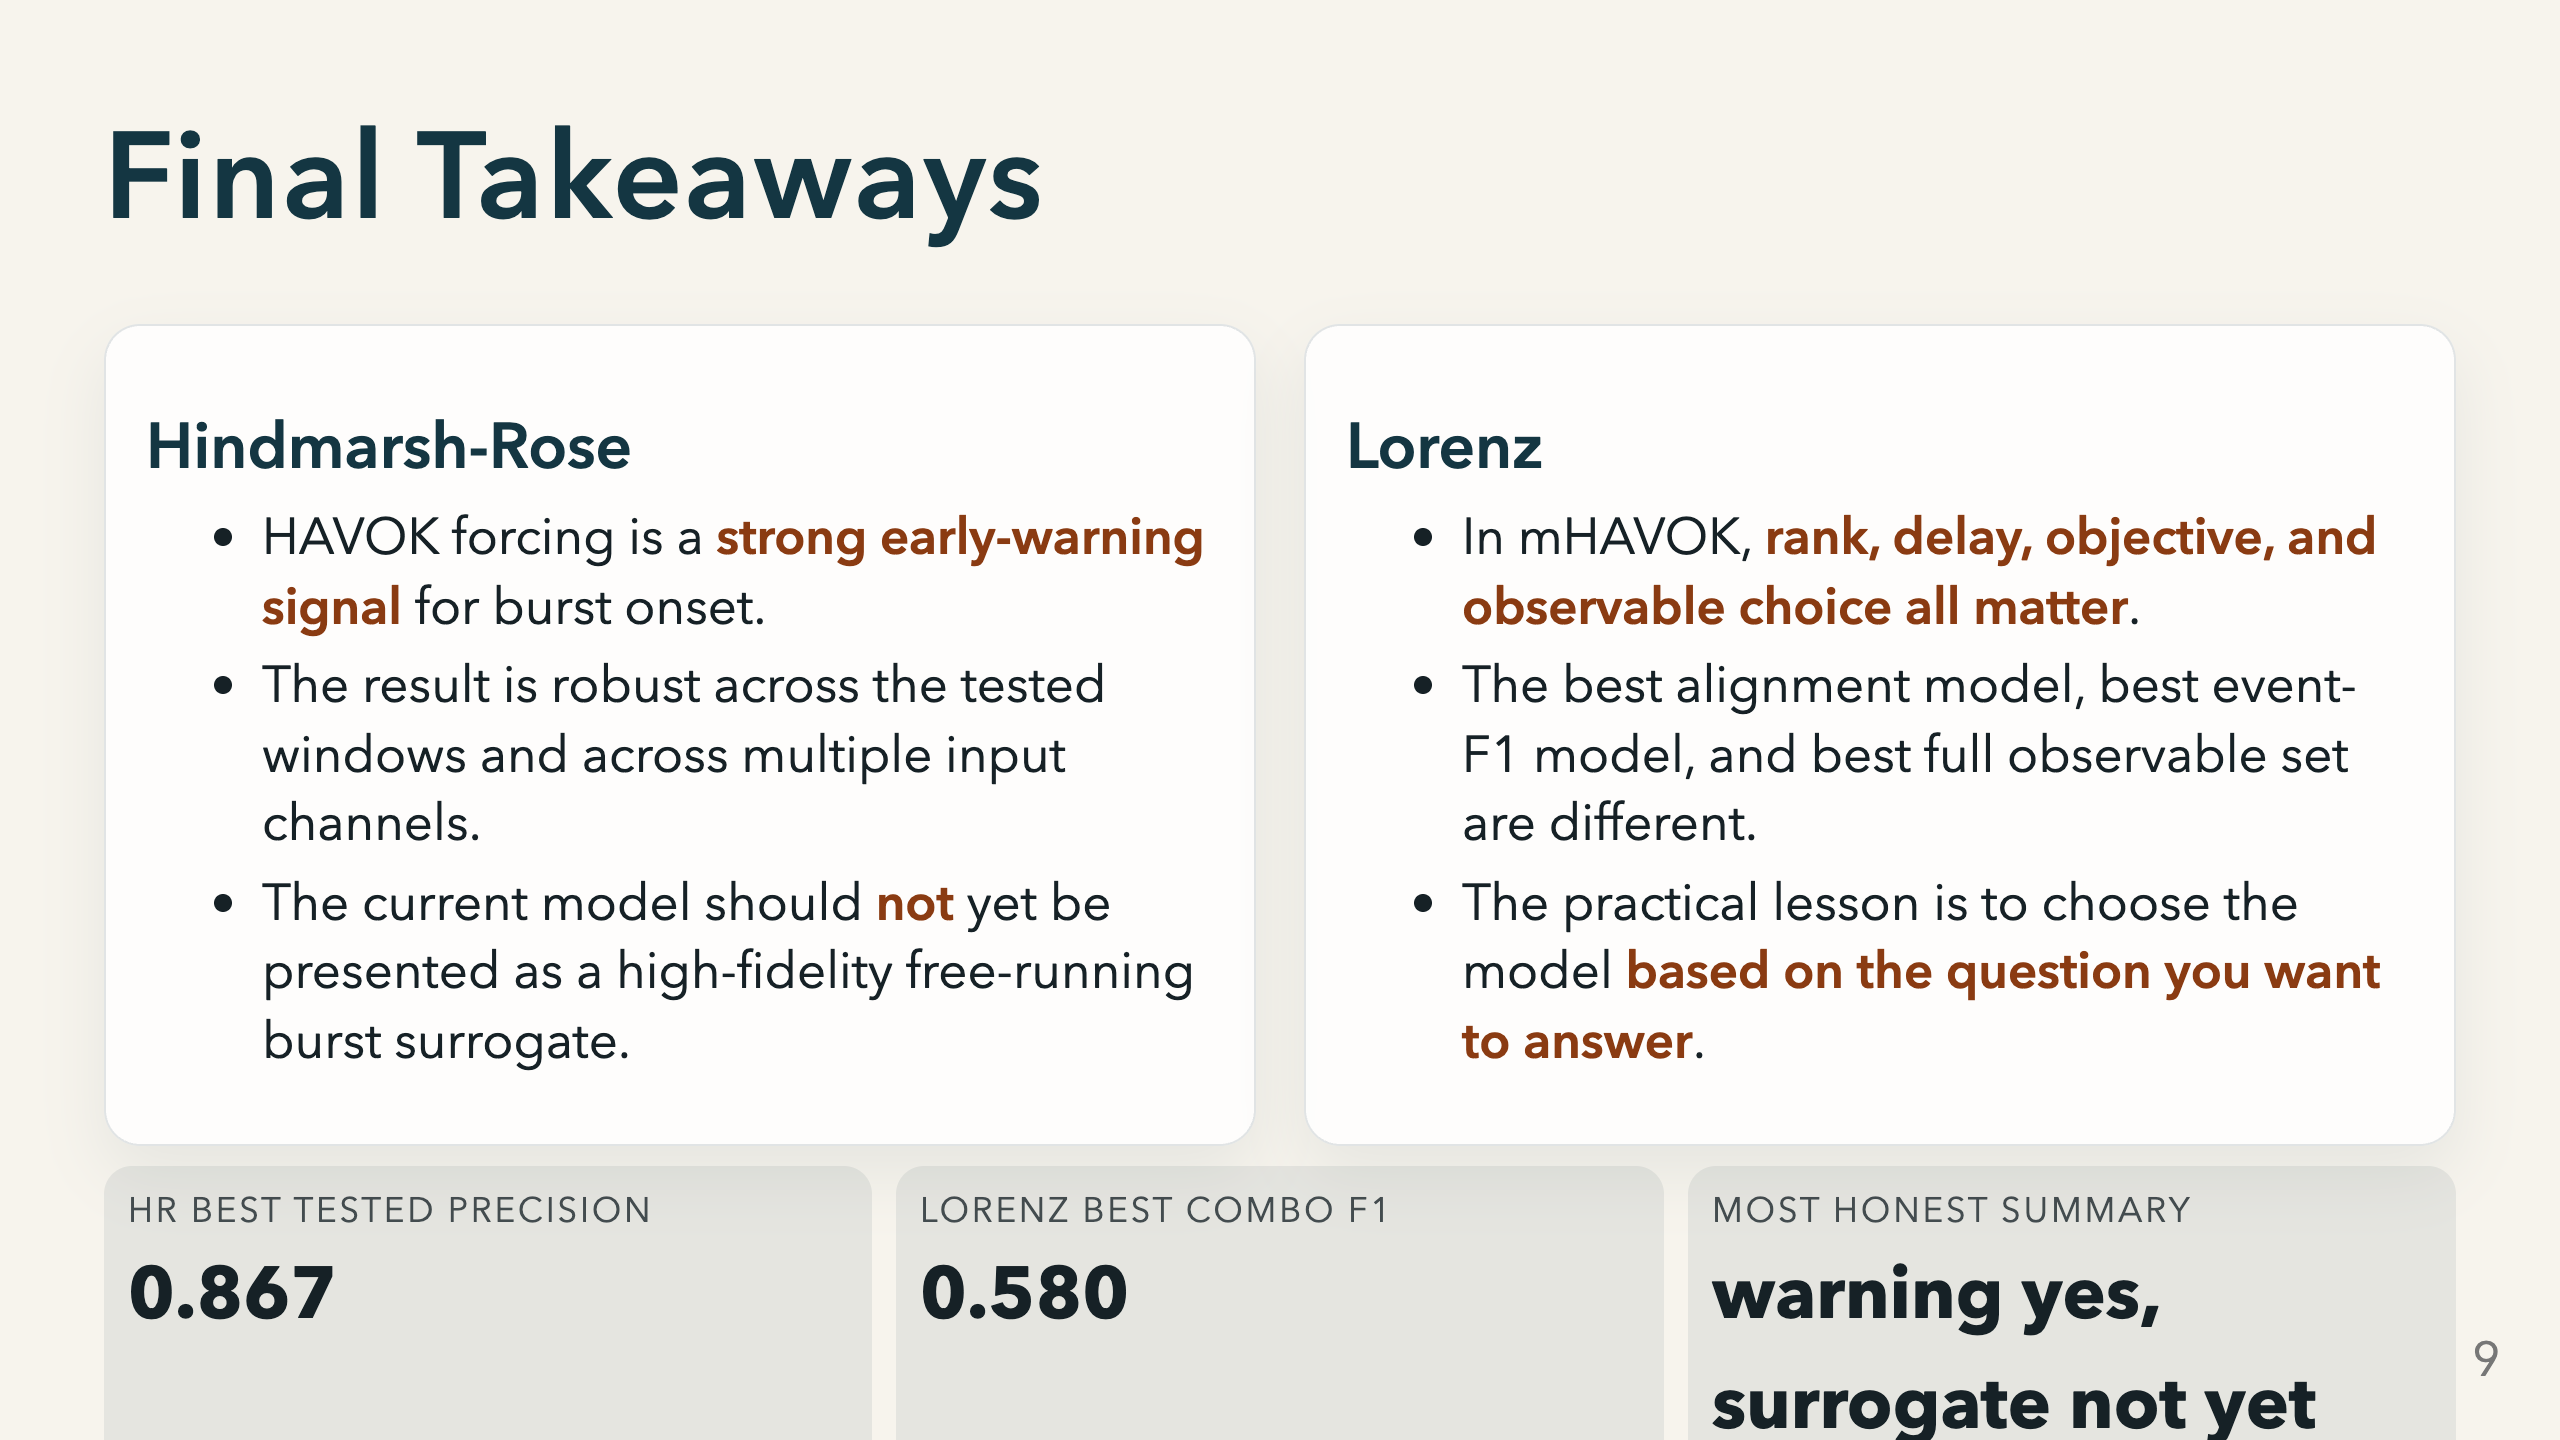 Final Takeaways
Hindmarsh-Rose
• HAVOK forcing is a strong early-warning
signal for burst onset.
• The result is robust across the tested
windows and across multiple input
channels.
• The current model should not yet be
presented as a high-fidelity free-running
burst surrogate.
Lorenz
• In mHAVOK, rank, delay, objective, and
observable choice all matter.
• The best alignment model, best event-
F1 model, and best full observable set
are different.
• The practical lesson is to choose the
model based on the question you want
to answer.
HR BEST TESTED PRECISION
0.867
LORENZ BEST COMBO F1
0.580
MOST HONEST SUMMARY
warning yes,
surrogate not yet
9